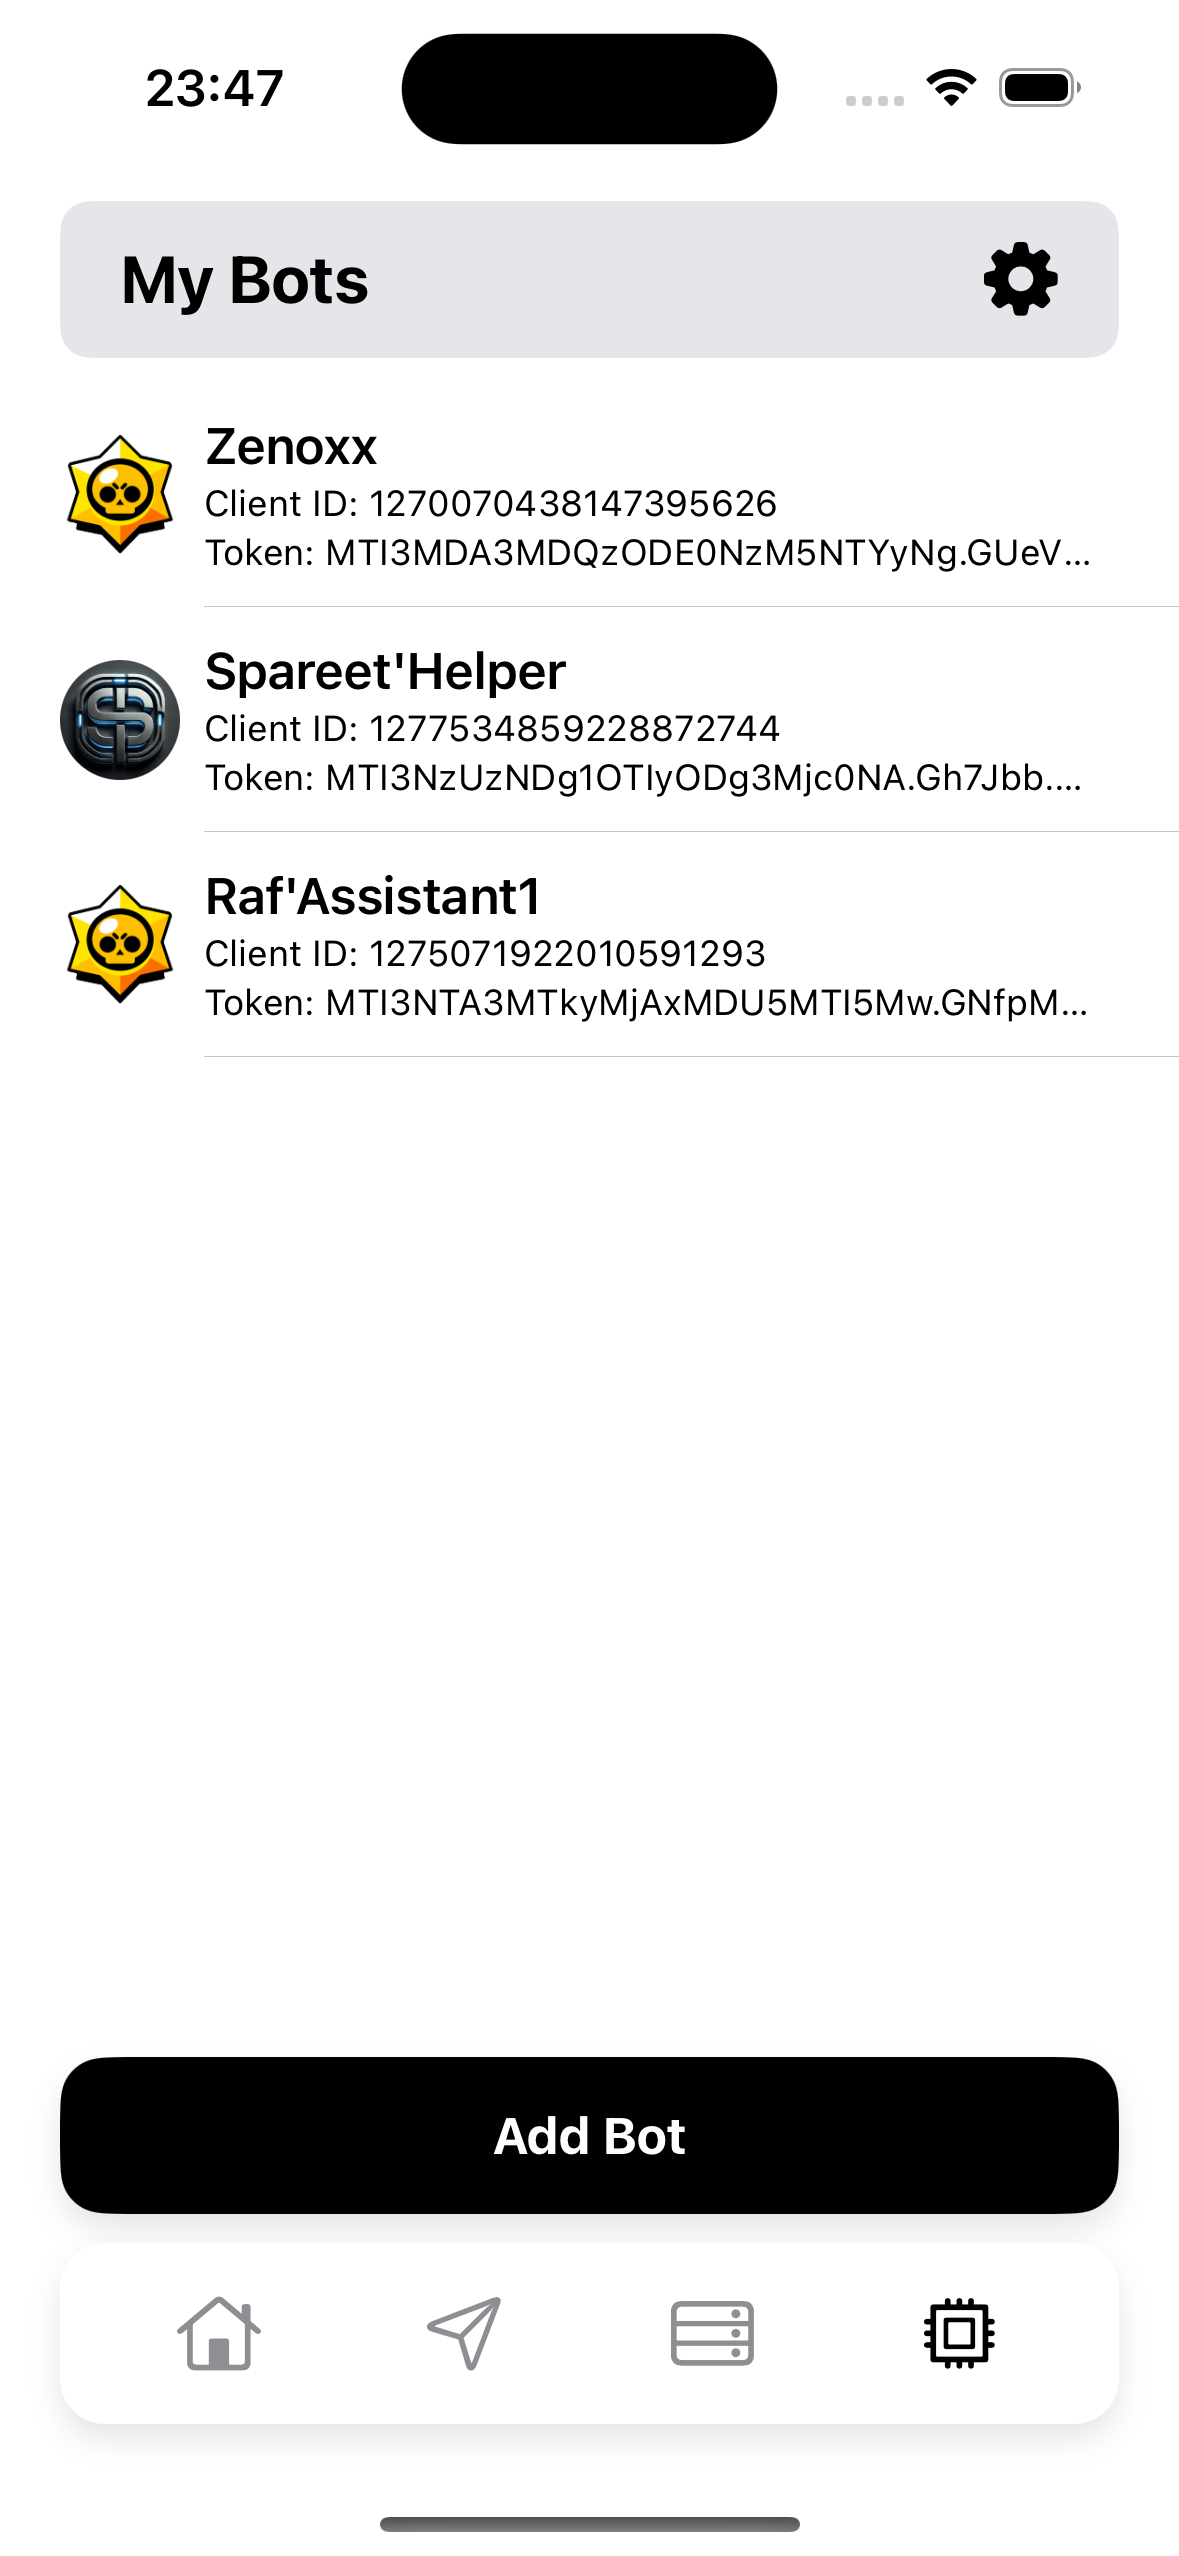 23:47
My Bots
Zenoxx
Client ID: 1270070438147395626
Token: MTI3MDA3MDQzODE0NzM5NTYyNg.GUeV...
Spareet'Helper
Client ID: 1277534859228872744
Token: MTI3NzUzNDg1OTIyODg3Mjc0NA.Gh7Jbb....
Raf'Assistant1
Client ID: 1275071922010591293
Token: MTI3NTA3MTkyMjAxMDU5MTI5Mw.GNfpM...
Add Bot